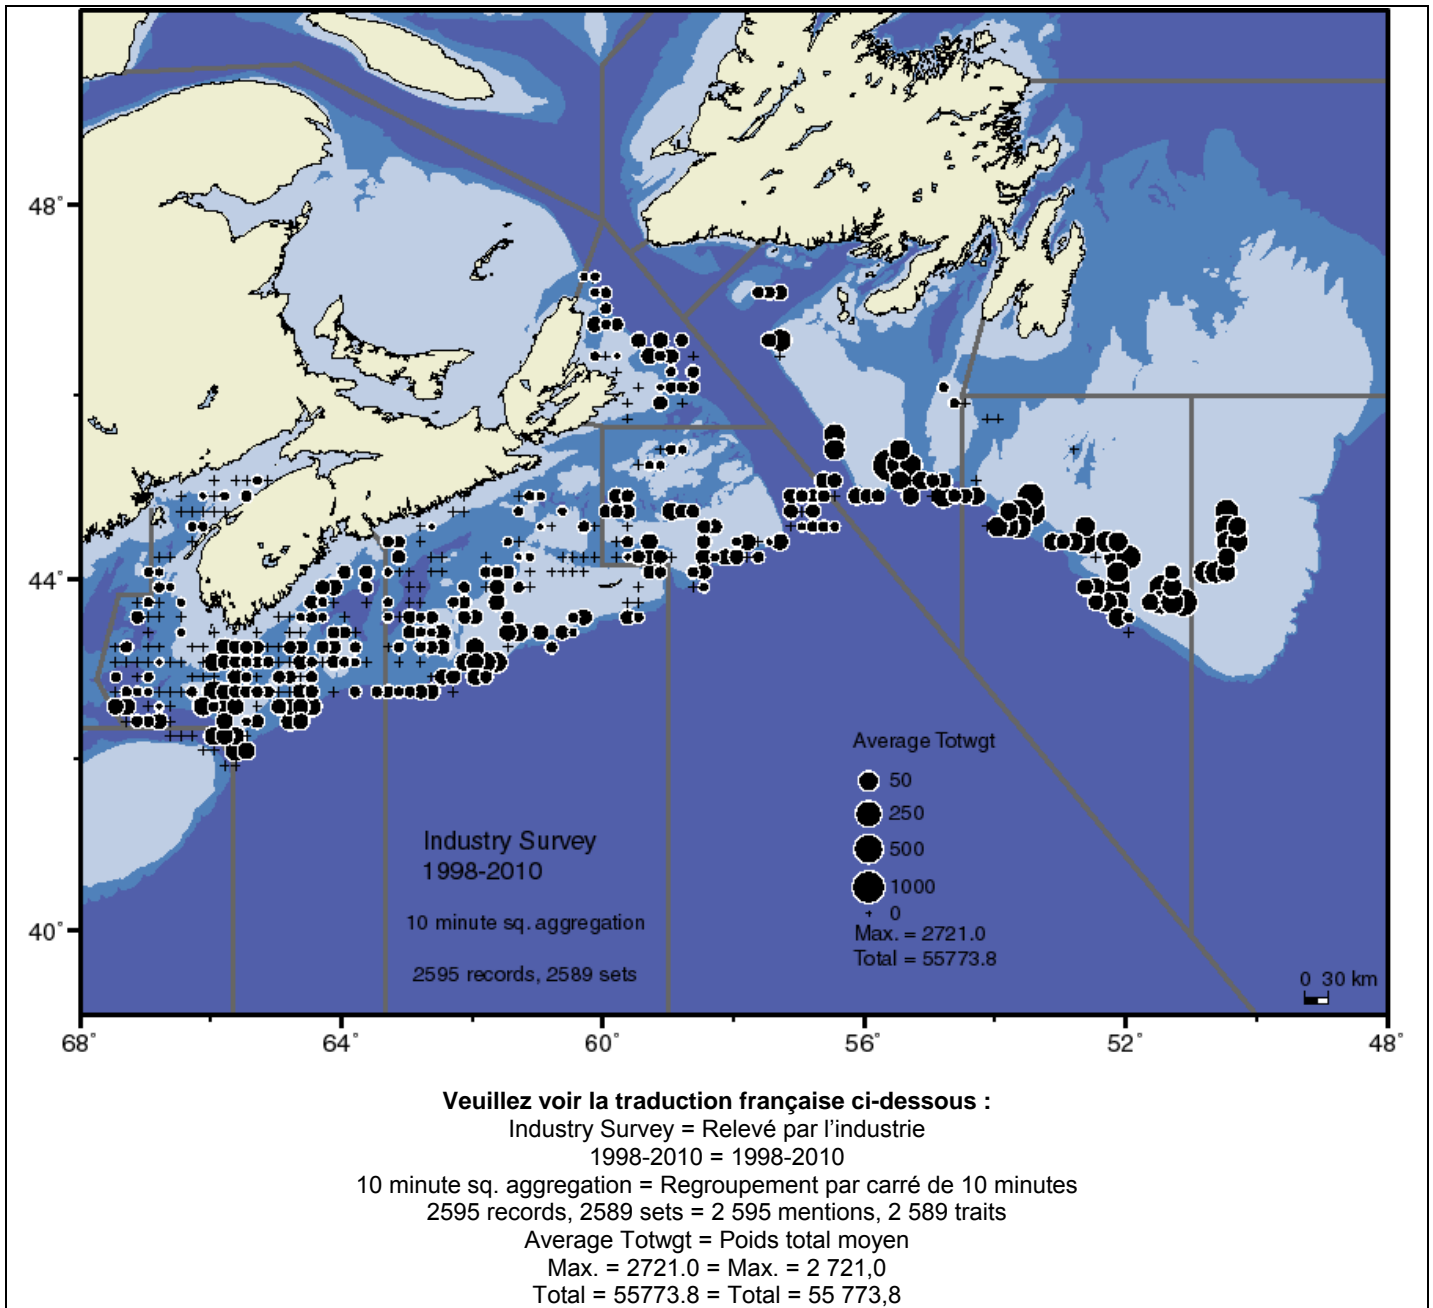 48°
44°
40°
Average Totwgt
50
250
500
1000
0
Max. = 2721.0
Total = 55773.8
Industry Survey
1998-2010
10 minute sq. aggregation
2595 records, 2589 sets
0 30 km
68° 64° 60° 56° 52° 48°
Veuillez voir la traduction française ci-dessous :
Industry Survey = Relevé par l’industrie
1998-2010 = 1998-2010
10 minute sq. aggregation = Regroupement par carré de 10 minutes
2595 records, 2589 sets = 2 595 mentions, 2 589 traits
Average Totwgt = Poids total moyen
Max. = 2721.0 = Max. = 2 721,0
Total = 55773.8 = Total = 55 773,8